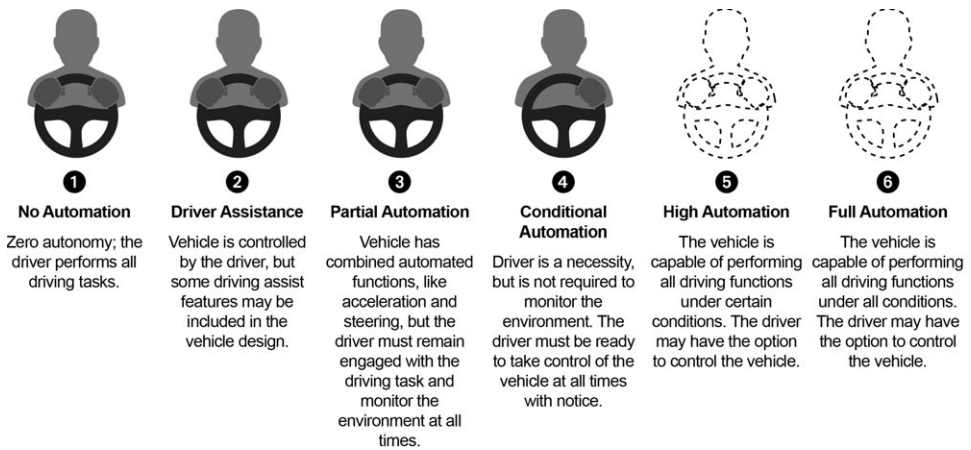 1
No Automation
Zero autonomy; the
driver performs all
driving tasks.
2
Driver Assistance
Vehicle is controlled
by the driver, but
some driving assist
features may be
included in the
vehicle design.
3
Partial Automation
Vehicle has
combined automated
functions, like
acceleration and
steering, but the
driver must remain
engaged with the
driving task and
monitor the
environment at all
times.
4
Conditional
Automation
Driver is a necessity,
but is not required to
monitor the
environment. The
driver must be ready
to take control of the
vehicle at all times
with notice.
5
High Automation
The vehicle is
capable of performing
all driving functions
under certain
conditions. The driver
may have the option
to control the vehicle.
6
Full Automation
The vehicle is
capable of performing
all driving functions
under all conditions.
The driver may have
the option to control
the vehicle.